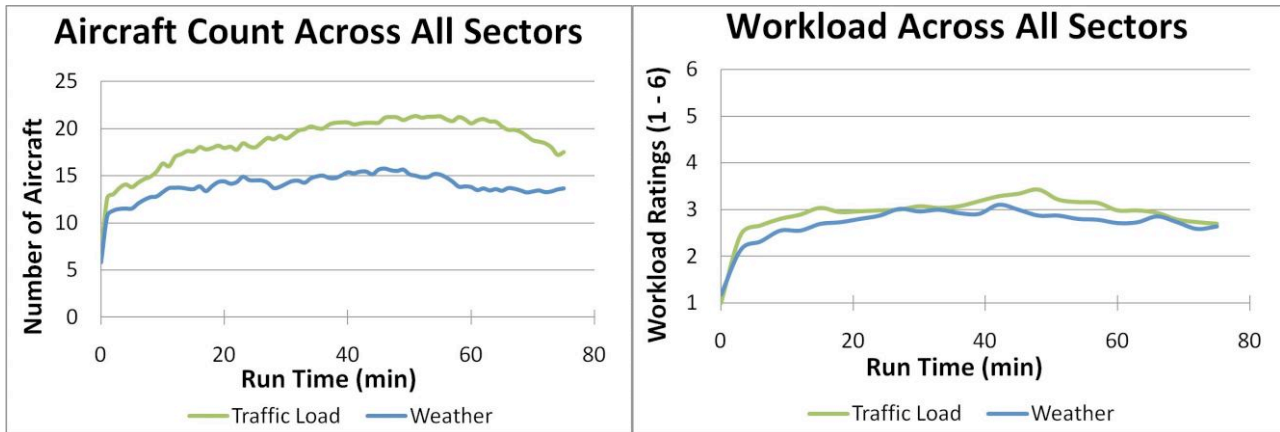 Aircraft Count Across All Sectors
Number of Aircraft
25
20
15
10
5
0
0 20 40 60 80
Run Time (min)
Traffic Load Weather
Workload Across All Sectors
Workload Ratings (1 - 6)
6
5
4
3
2
1
0 20 40 60 80
Run Time (min)
Traffic Load Weather